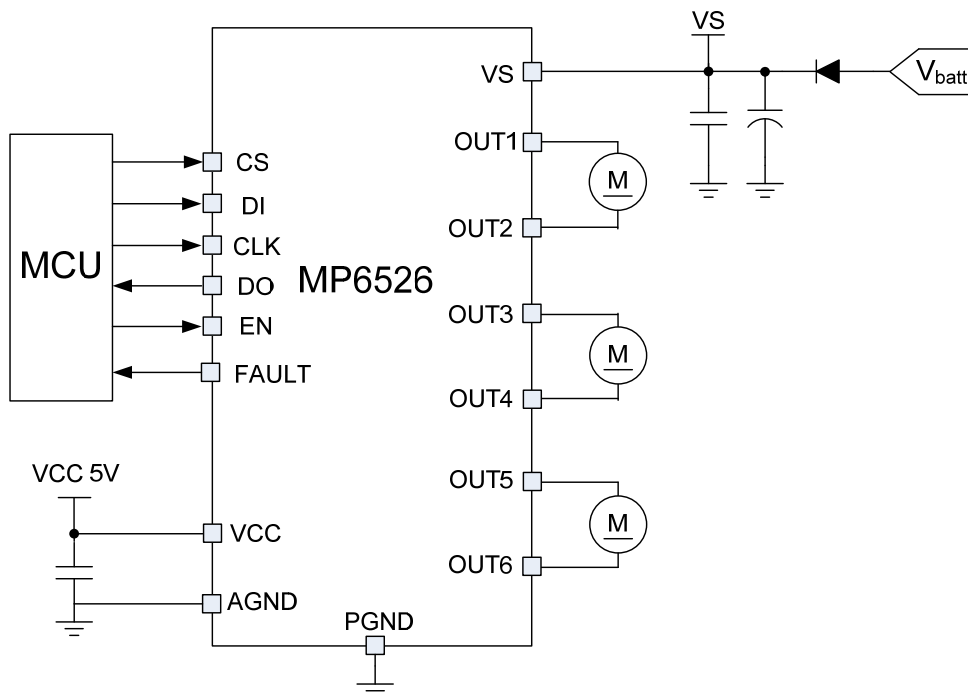 VS
VS
V_batt
OUT1
CS
M
DI
OUT2
CLK
MCU
MP6526
DO
OUT3
EN
M
FAULT
OUT4
VCC 5V
OUT5
M
VCC
OUT6
AGND
PGND